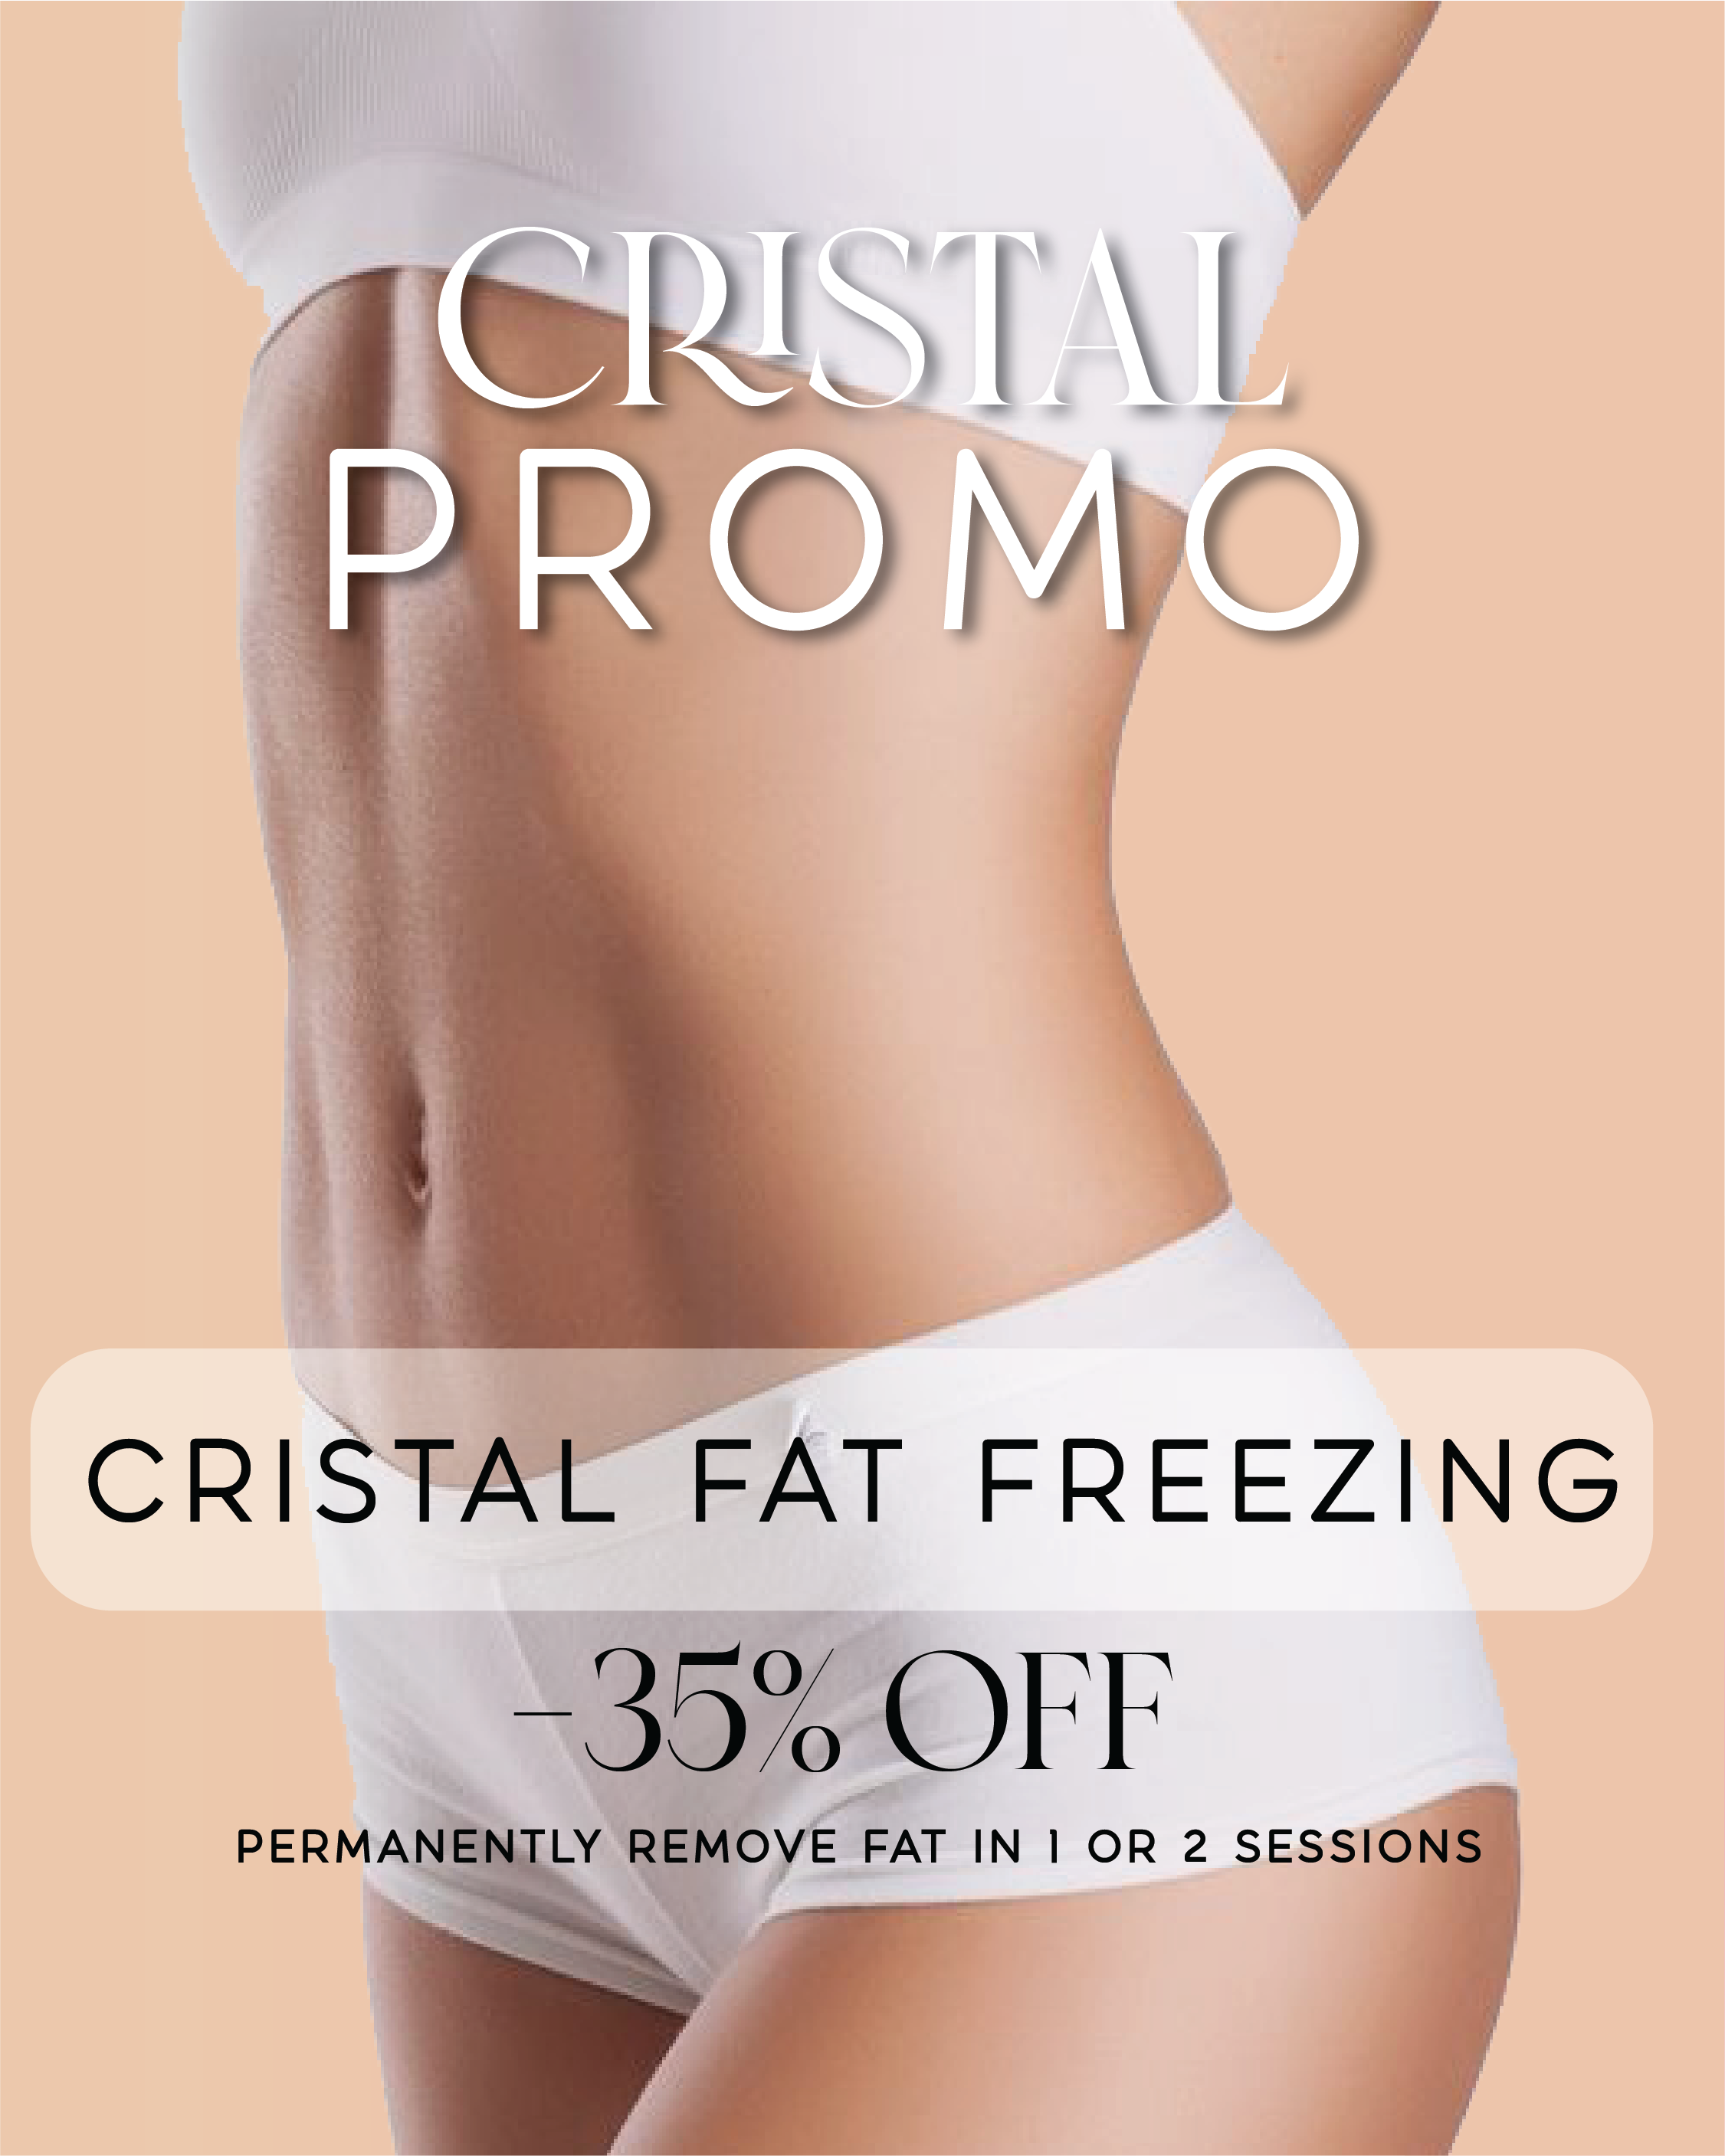 CRISTAL
PROMO
CRISTAL FAT FREEZING
-35% OFF
PERMANENTLY REMOVE FAT IN 1 OR 2 SESSIONS